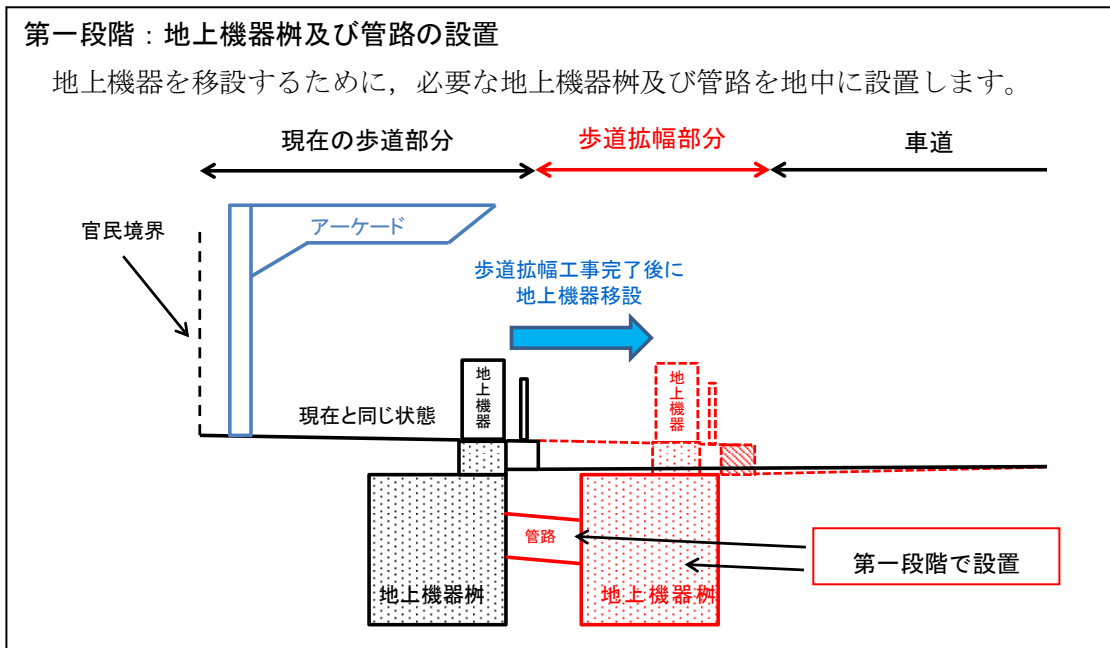 第一段階：地上機器桝及び管路の設置
地上機器を移設するために，必要な地上機器桝及び管路を地中に設置します。
現在の歩道部分
歩道拡幅部分
車道
官民境界
アーケード
歩道拡幅工事完了後に
地上機器移設
地上機器
地上機器
現在と同じ状態
管路
第一段階で設置
地上機器桝
地上機器桝